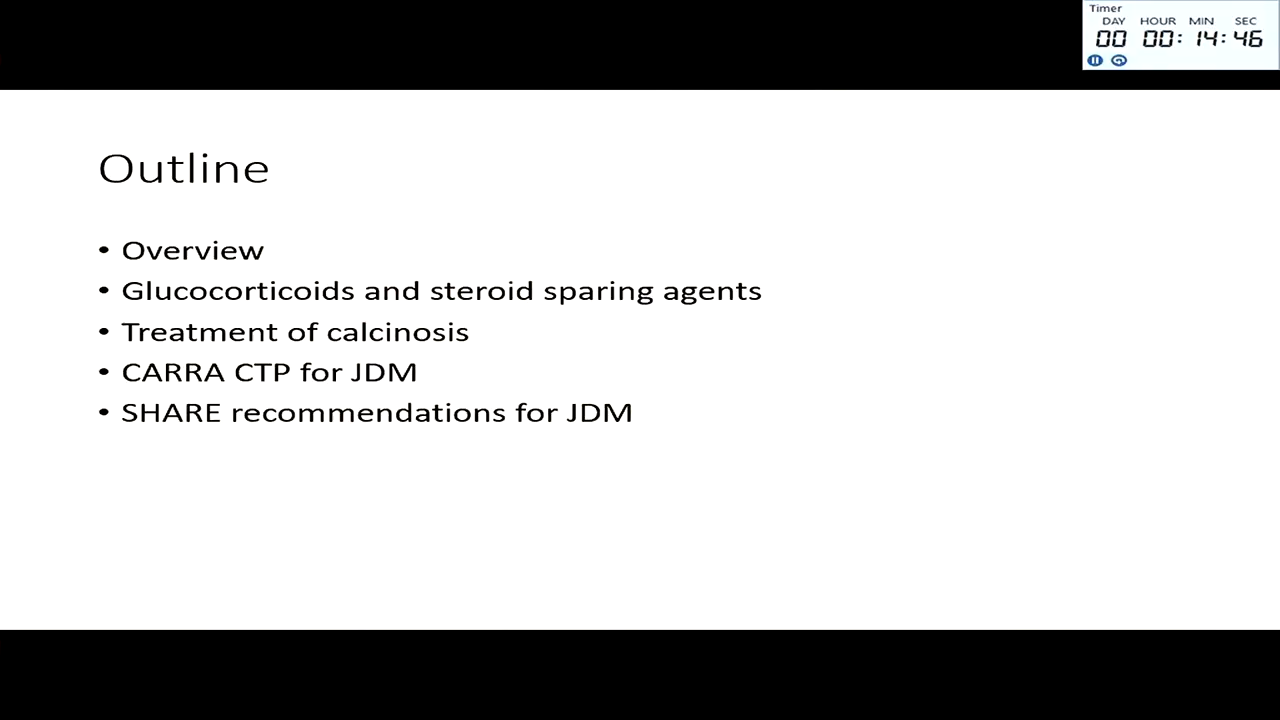 Timer
DAY HOUR MIN SEC
00 00: 14: 46
Outline
• Overview
• Glucocorticoids and steroid sparing agents
• Treatment of calcinosis
• CARRA CTP for JDM
• SHARE recommendations for JDM